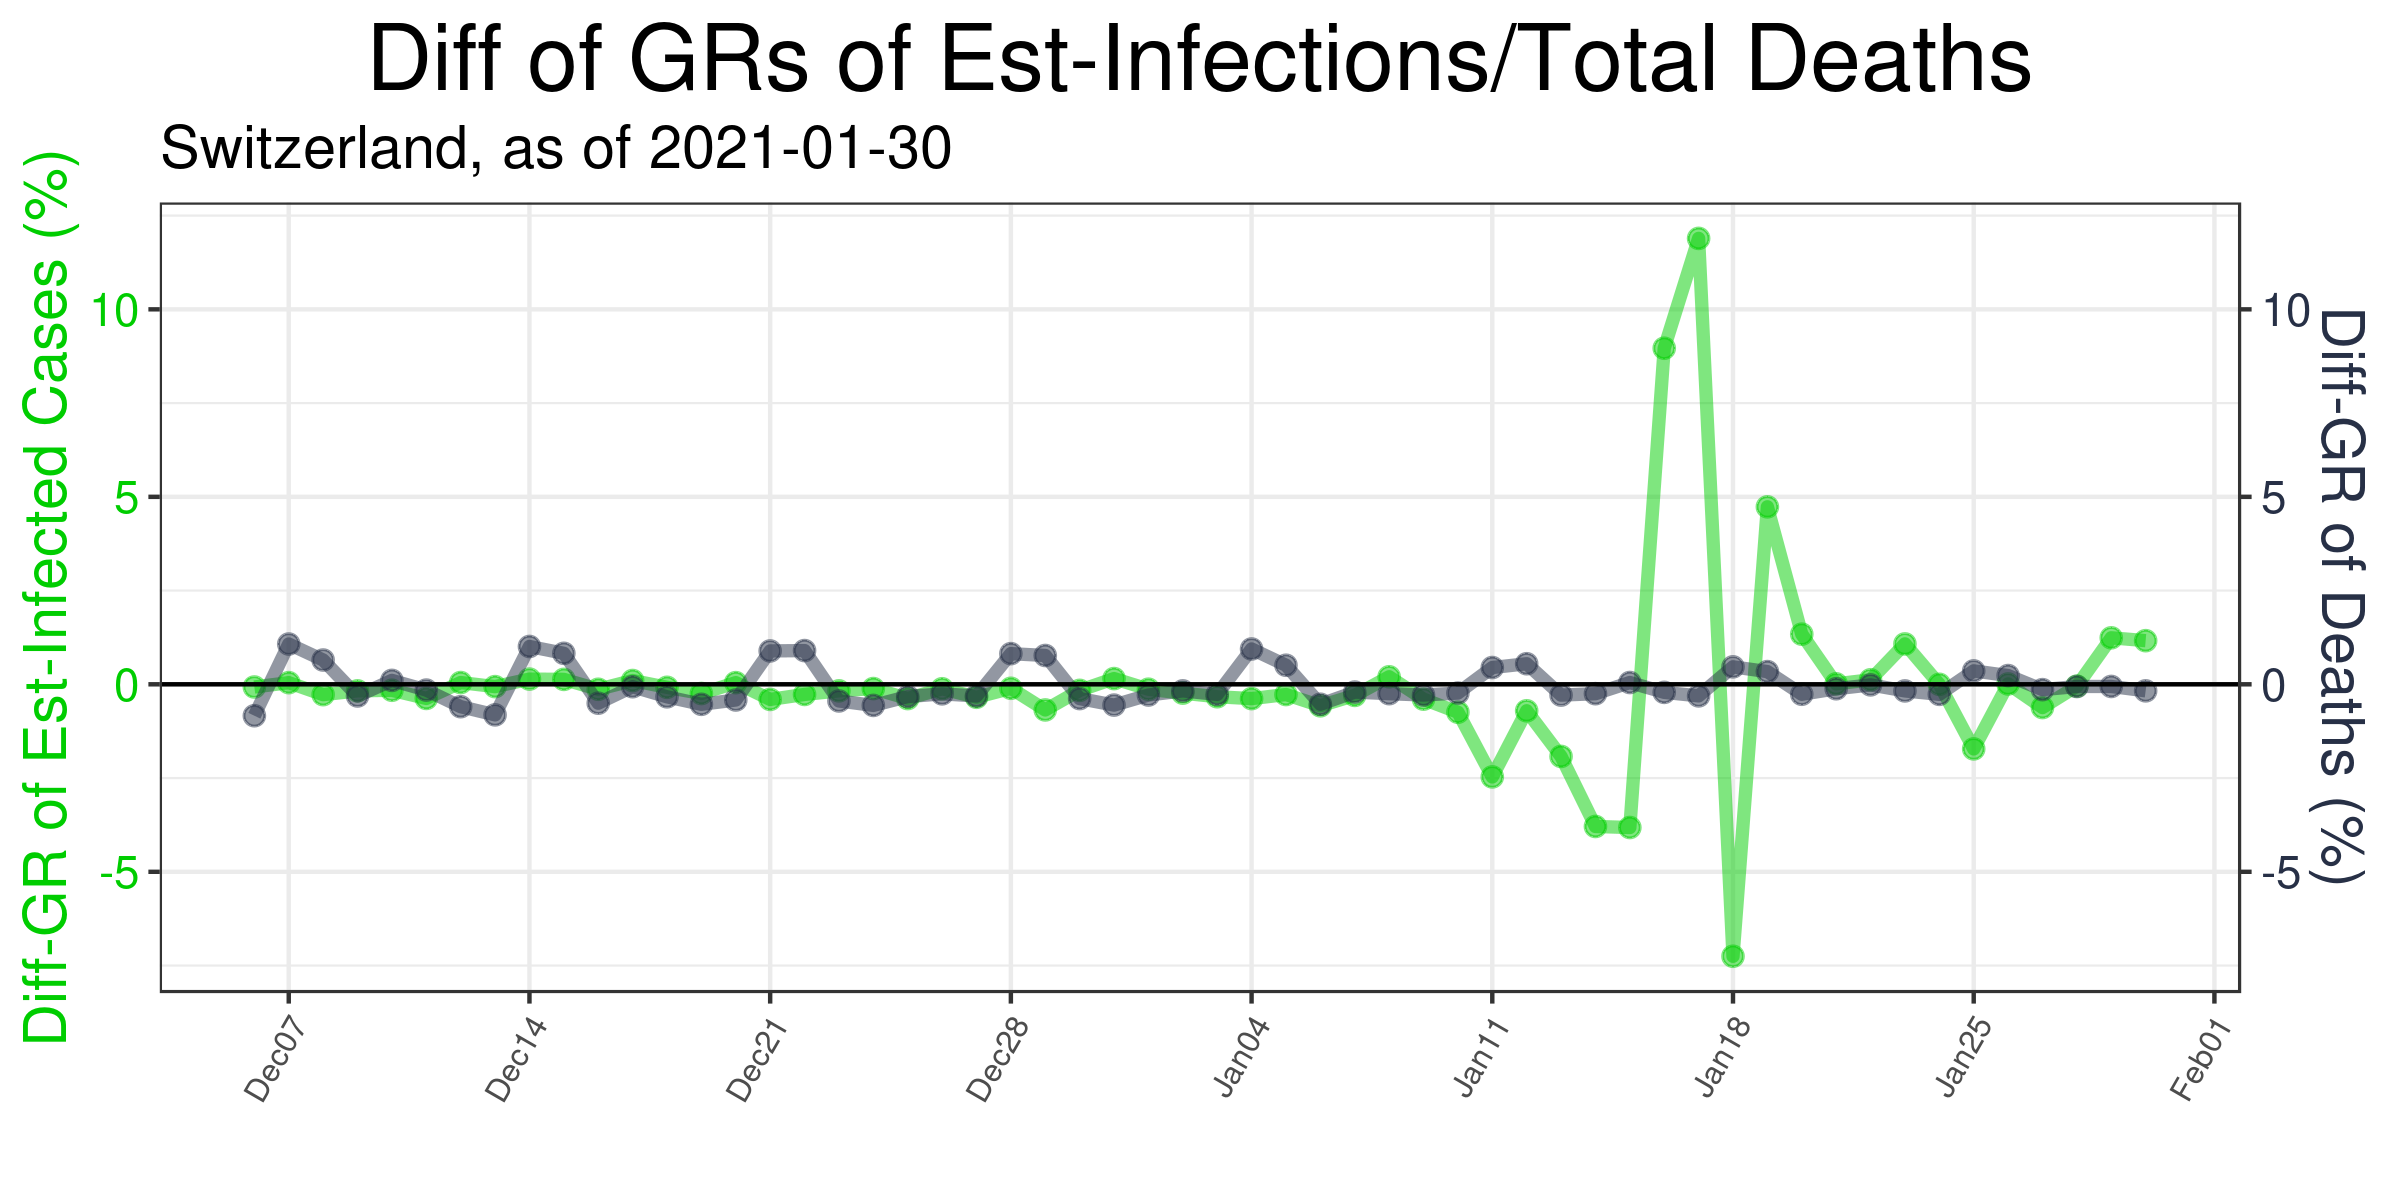 Diff of GRs of Est-Infections/Total Deaths
Switzerland, as of 2021-01-30
Diff-GR of Est-Infected Cases (%)
10
5
0
-5
10
5
0
-5
Diff-GR of Deaths (%)
Dec07
Dec14
Dec21
Dec28
Jan04
Jan11
Jan18
Jan25
Feb01